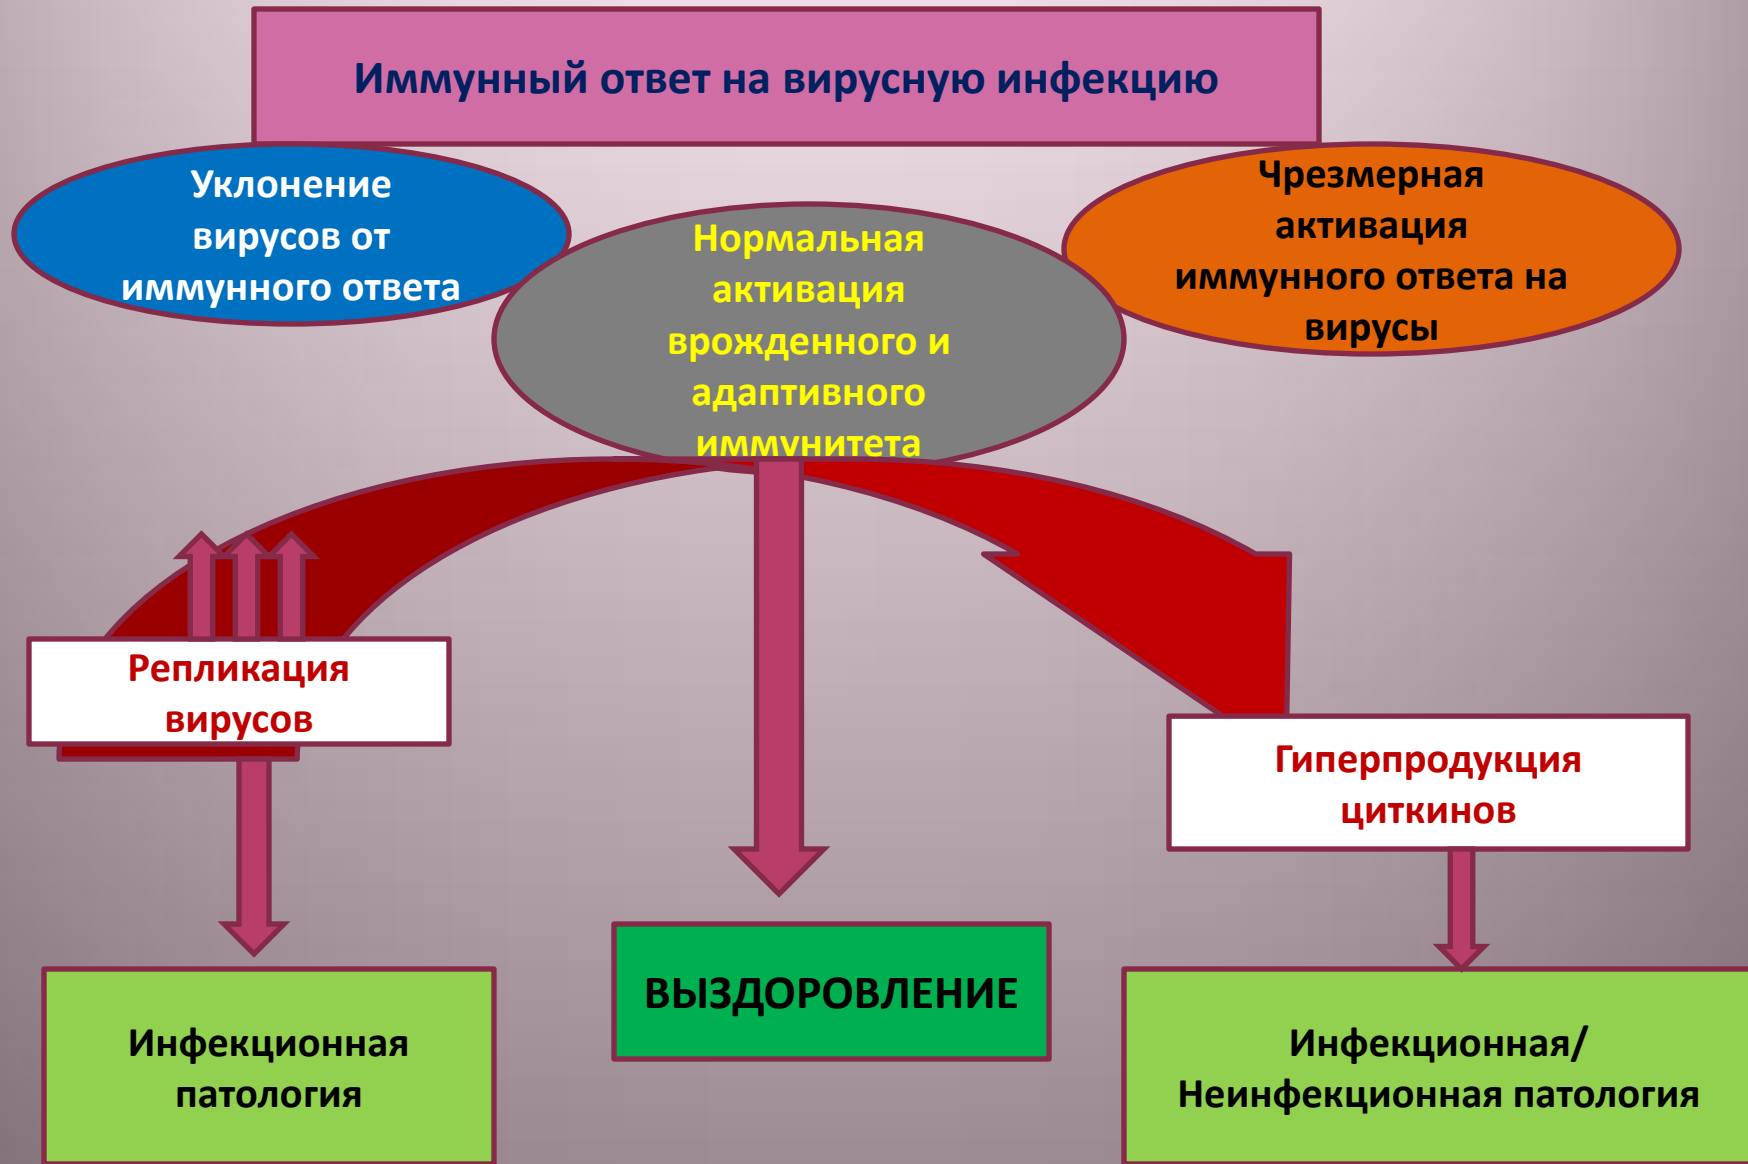 Иммунный ответ на вирусную инфекцию
Уклонение
вирусов от
иммунного ответа
Нормальная
активация
врожденного и
адаптивного
иммунитета
Чрезмерная
активация
иммунного ответа на
вирусы
Репликация
вирусов
Гиперпродукция
циткинов
Инфекционная
патология
ВЫЗДОРОВЛЕНИЕ
Инфекционная/
Неинфекционная патология